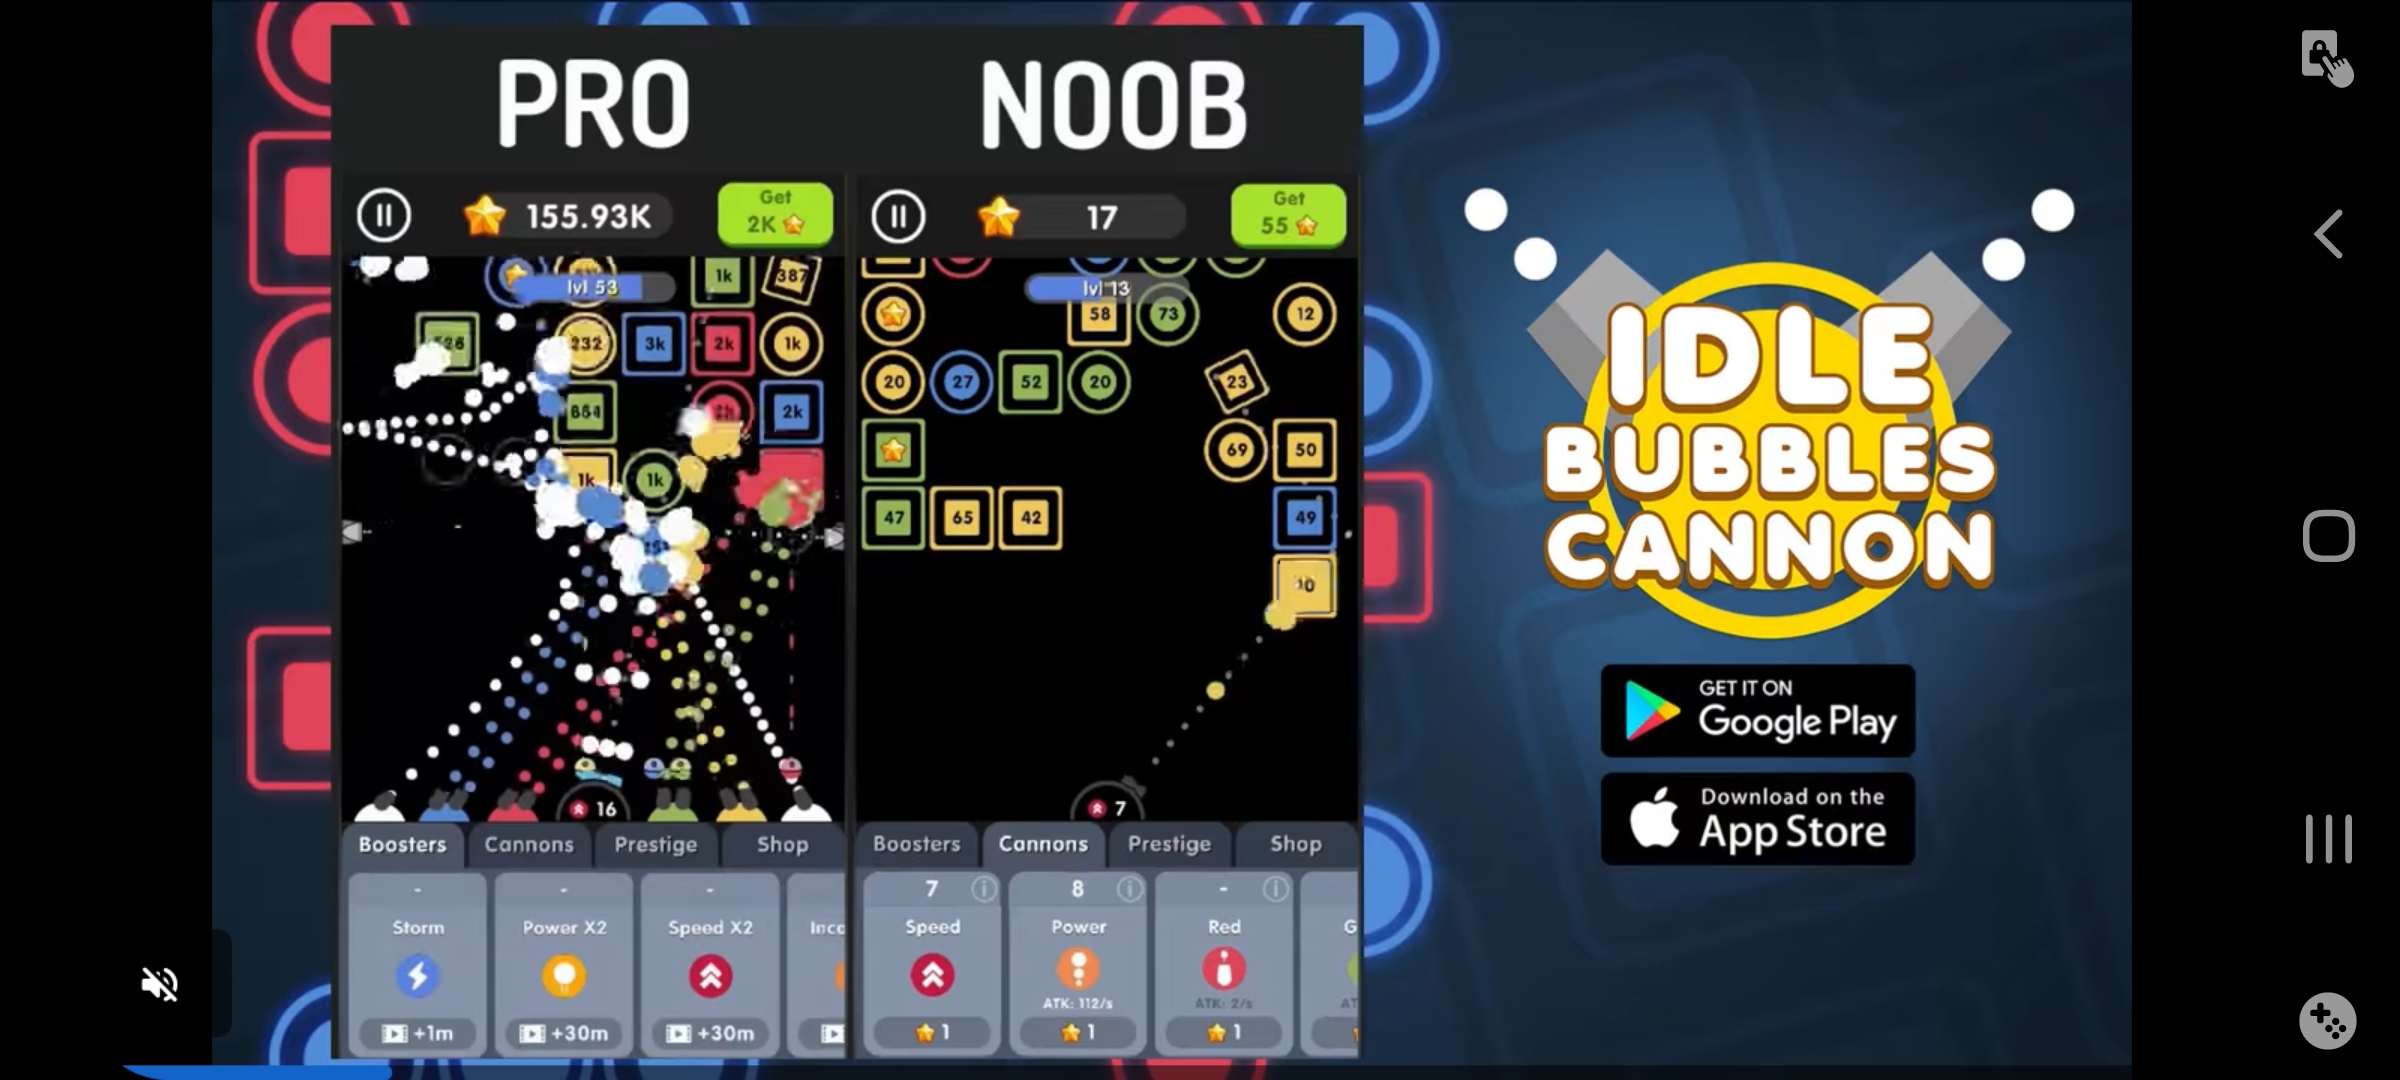 PRO
NOOB
155.93K
Get
2K
17
Get
55
lvl 53
1k
387
232
3k
2k
1k
2k
1k
1k
16
lvl 13
58
73
12
20
27
52
20
23
69
50
47
65
42
49
7
Boosters
Cannons
Prestige
Shop
Boosters
Cannons
Prestige
Shop
-
-
-
Storm
Power X2
Speed X2
Inco
+1m
+30m
+30m
7
8
-
Speed
Power
Red
G
ATK: 112/s
ATK: 2/s
AT
1
1
1
IDLE
BUBBLES
CANNON
GET IT ON
Google Play
Download on the
App Store